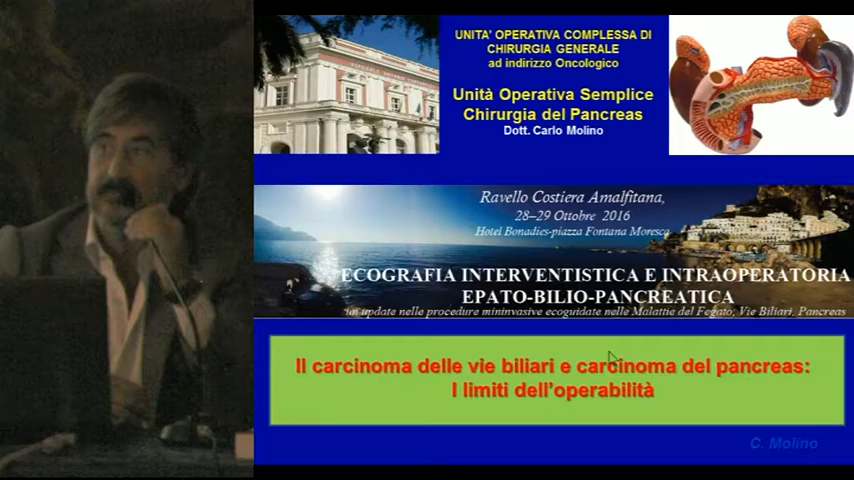 UNITA' OPERATIVA COMPLESSA DI
CHIRURGIA GENERALE
ad indirizzo Oncologico
Unità Operativa Semplice
Chirurgia del Pancreas
Dott. Carlo Molino
Ravello Costiera Amalfitana,
28–29 Ottobre 2016
Hotel Bonadies-piazza Fontana Moresca
ECOGRAFIA INTERVENTISTICA E INTRAOPERATORIA
EPATO-BILIO-PANCREATICA
un update nelle procedure mininvasive ecoguidate nelle Malattie del Fegato, Vie Biliari, Pancreas
Il carcinoma delle vie biliari e carcinoma del pancreas:
I limiti dell'operabilità
C. Molino